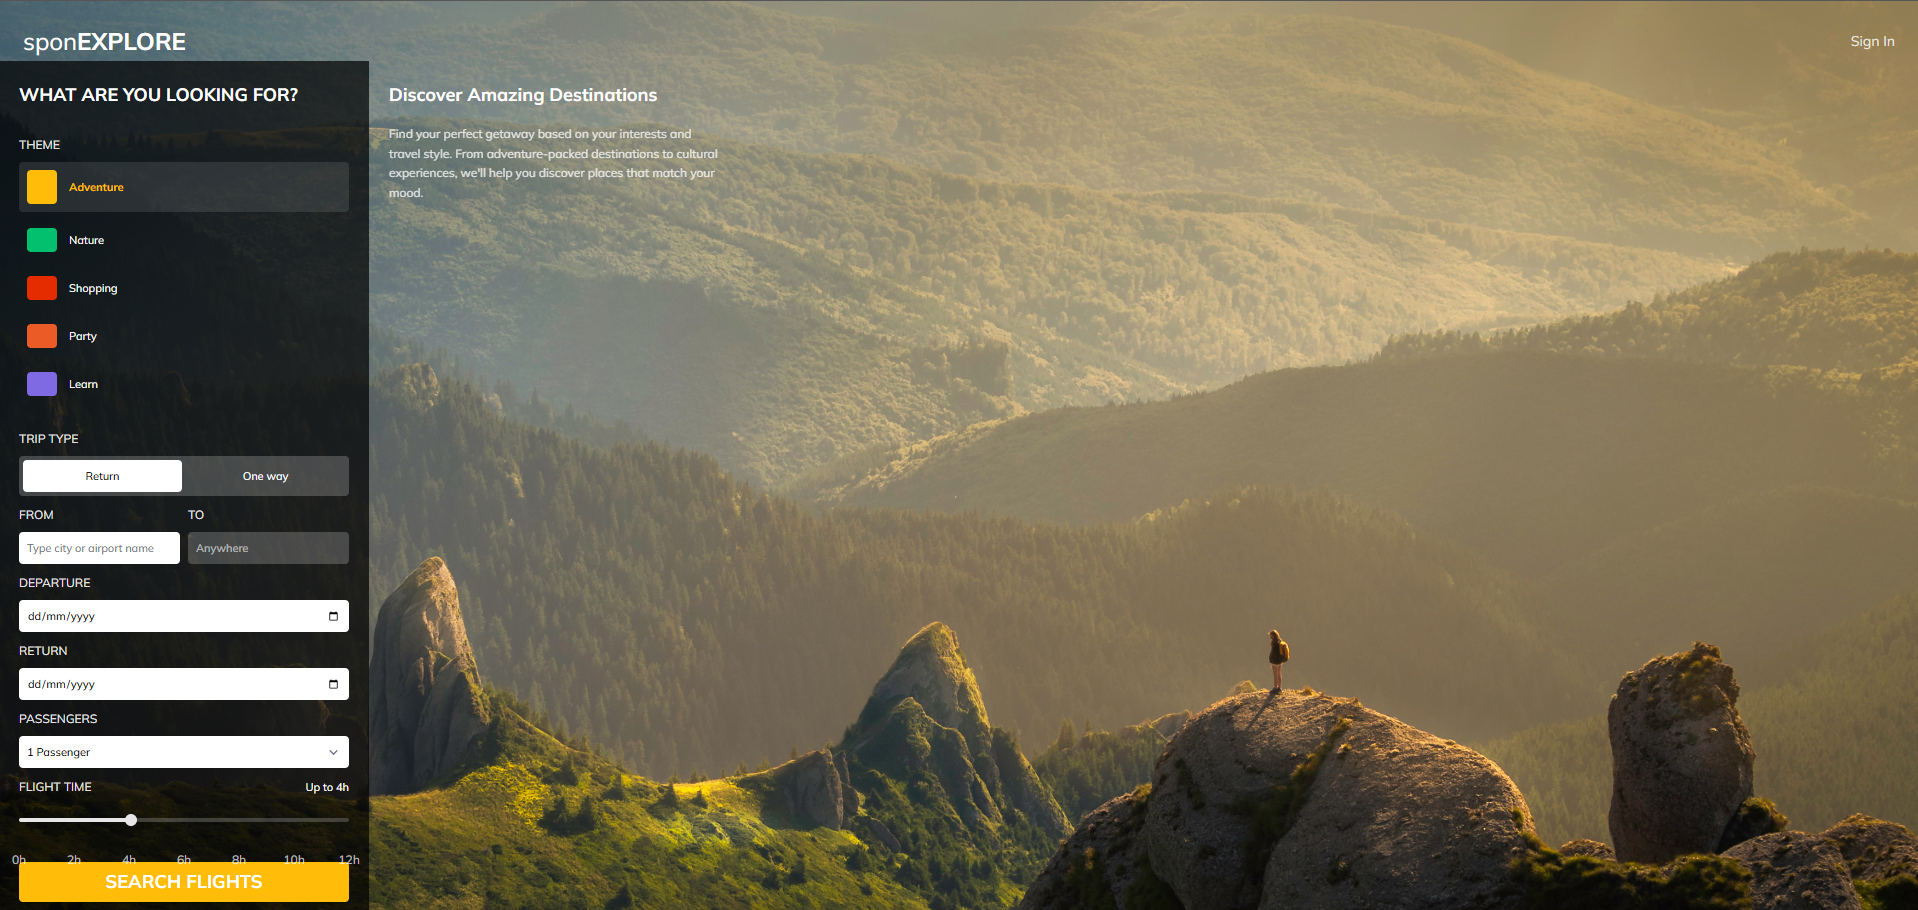 sponEXPLORE
Sign In
WHAT ARE YOU LOOKING FOR?
THEME
Adventure
Nature
Shopping
Party
Learn
TRIP TYPE
Return
One way
FROM
TO
Type city or airport name
Anywhere
DEPARTURE
dd/mm/yyyy
RETURN
dd/mm/yyyy
PASSENGERS
1 Passenger
FLIGHT TIME
Up to 4h
0h 2h 4h 6h 8h 10h 12h
SEARCH FLIGHTS
Discover Amazing Destinations
Find your perfect getaway based on your interests and
travel style. From adventure-packed destinations to cultural
experiences, we'll help you discover places that match your
mood.